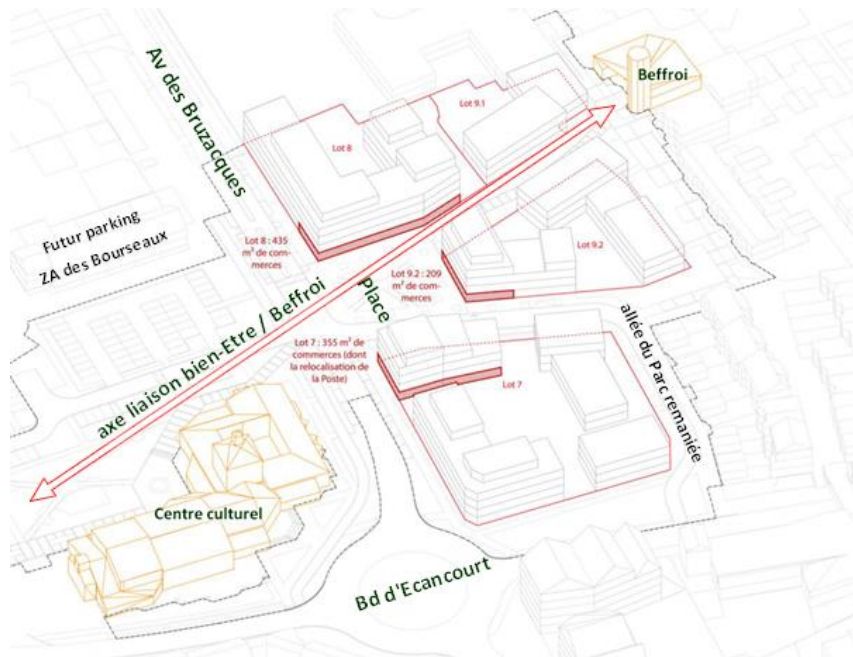 Av des Bruzacques
Beffroi
Lot 9.1
Lot 8
Futur parking
ZA des Bourseaux
Lot 8 : 435
m² de com-
merces
Lot 9.2
Lot 9.2 : 209
m² de com-
merces
Place
axe liaison bien-Etre / Beffroi
Lot 7 : 355 m² de
commerces (dont
la relocalisation de
la Poste)
Lot 7
allée du Parc remaniée
Centre culturel
Bd d'Ecancourt